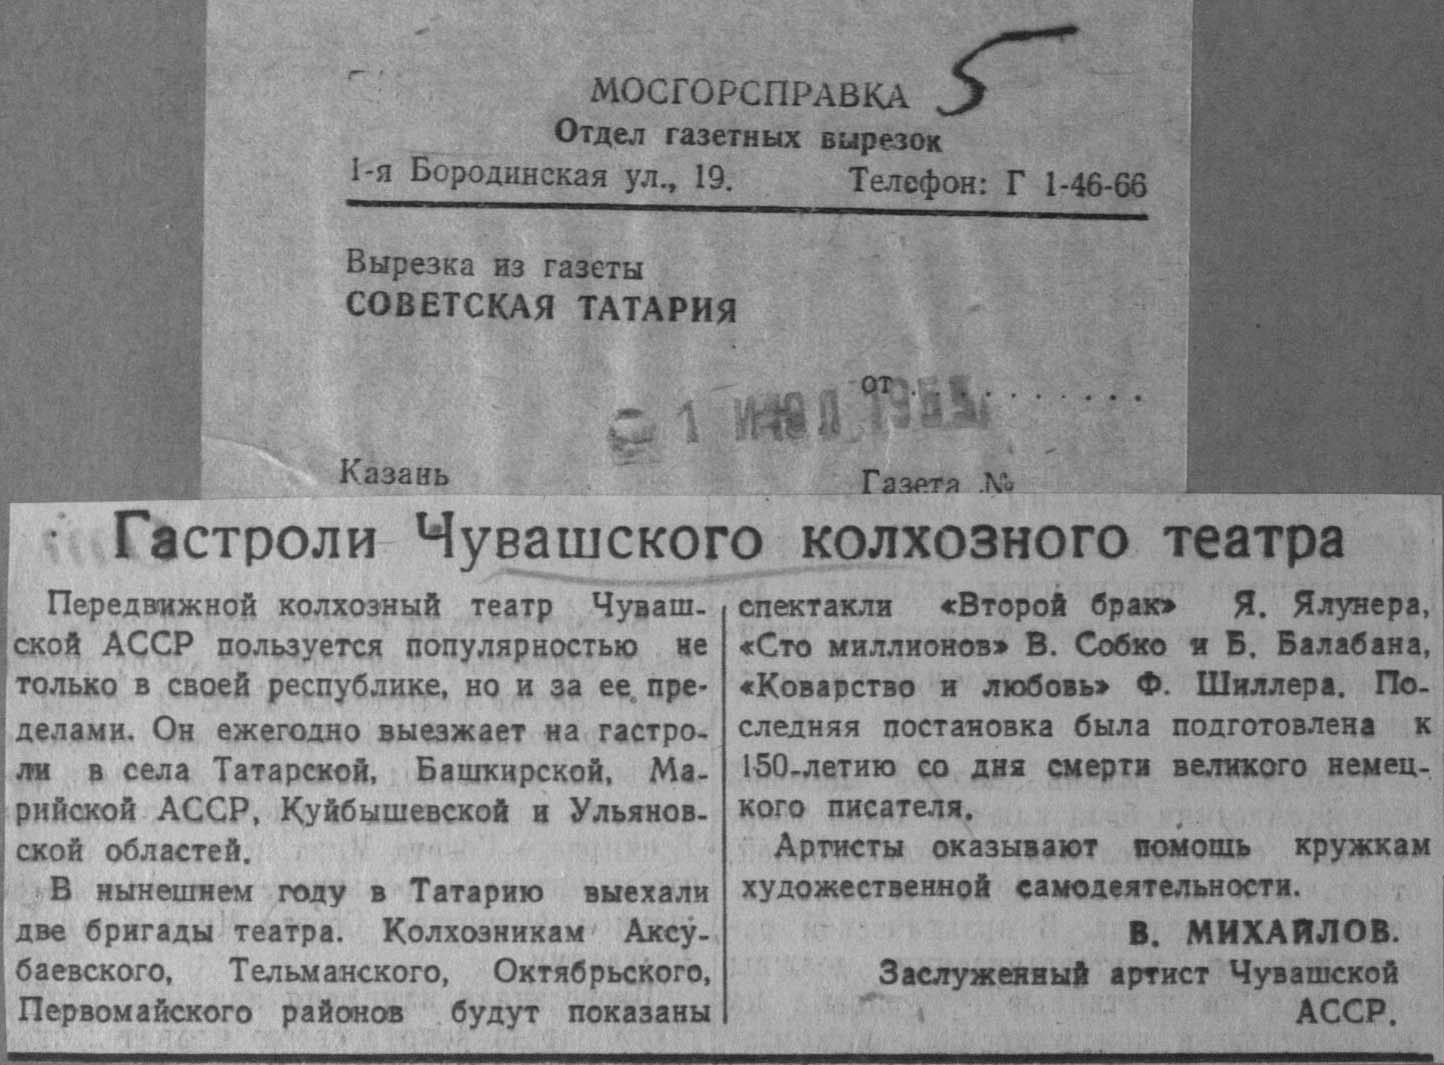 5
МОСГОРСПРАВКА
Отдел газетных вырезок
1-я Бородинская ул., 19. Телефон: Г 1-46-66
Вырезка из газеты
СОВЕТСКАЯ ТАТАРИЯ
от . . . . . . . . . . .
1
Казань Газета №
Гастроли Чувашского колхозного театра
Передвижной колхозный театр Чуваш-
ской АССР пользуется популярностью не
только в своей республике, но и за ее пре-
делами. Он ежегодно выезжает на гастро-
ли в села Татарской, Башкирской, Ма-
рийской АССР, Куйбышевской и Ульянов-
ской областей.
В нынешнем году в Татарию выехали
две бригады театра. Колхозникам Аксу-
баевского, Тельманского, Октябрьского,
Первомайского районов будут показаны
спектакли «Второй брак» Я. Ялунера,
«Сто миллионов» В. Собко и Б. Балабана,
«Коварство и любовь» Ф. Шиллера. По-
следняя постановка была подготовлена к
150-летию со дня смерти великого немец-
кого писателя.
Артисты оказывают помощь кружкам
художественной самодеятельности.
В. МИХАЙЛОВ.
Заслуженный артист Чувашской
АССР.